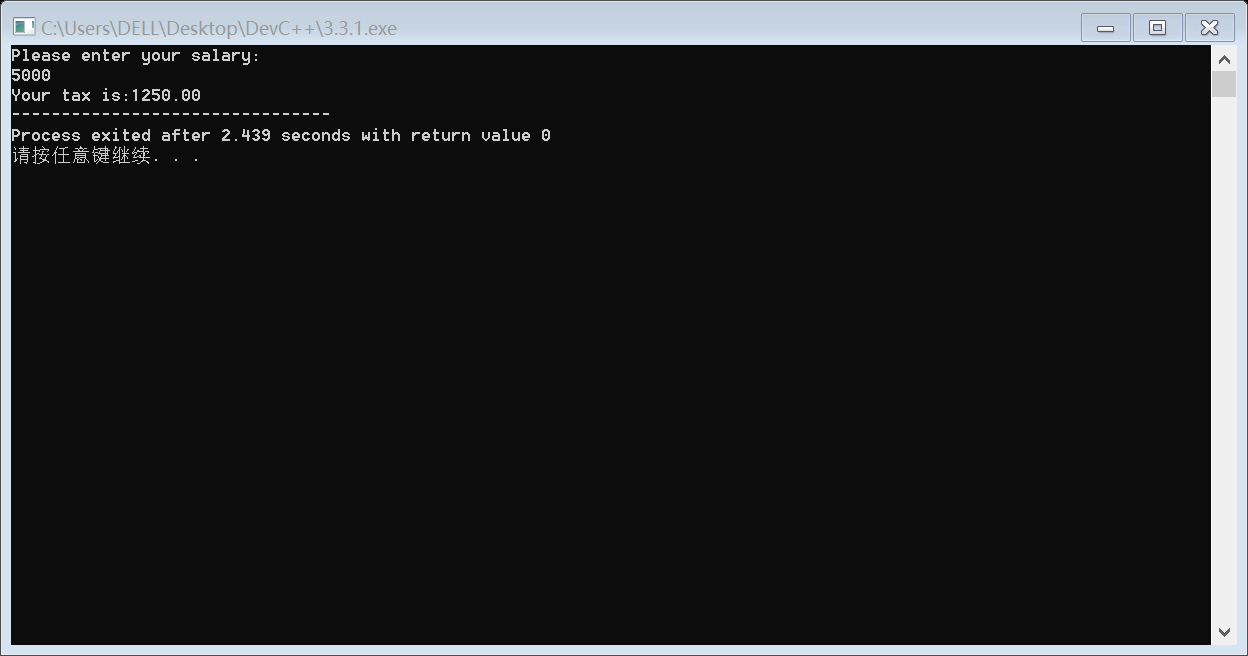 C:\Users\DELL\Desktop\DevC++\3.3.1.exe
Please enter your salary:
5000
Your tax is:1250.00
--------------------------------
Process exited after 2.439 seconds with return value 0
请按任意键继续. . .